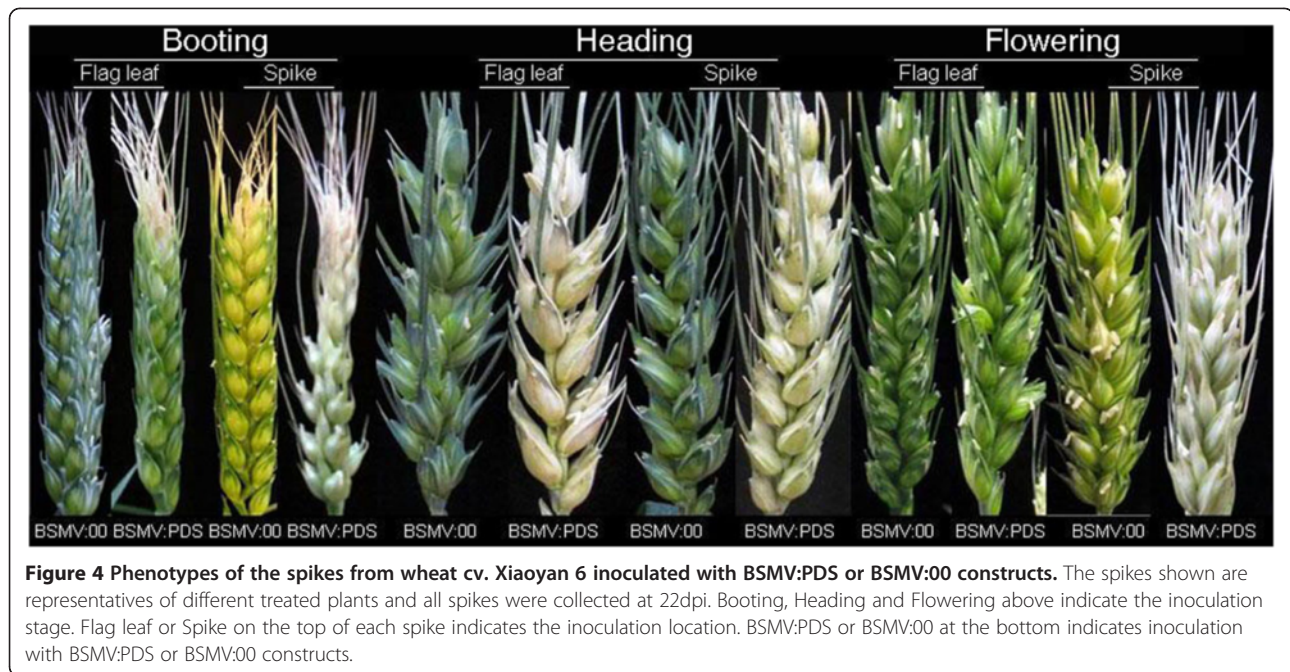 Booting Heading Flowering
Flag leaf Spike Flag leaf Spike Flag leaf Spike
BSMV:00 BSMV:PDS BSMV:00 BSMV:PDS BSMV:00 BSMV:PDS BSMV:00 BSMV:PDS BSMV:00 BSMV:PDS BSMV:00 BSMV:PDS
Figure 4 Phenotypes of the spikes from wheat cv. Xiaoyan 6 inoculated with BSMV:PDS or BSMV:00 constructs. The spikes shown are
representatives of different treated plants and all spikes were collected at 22dpi. Booting, Heading and Flowering above indicate the inoculation
stage. Flag leaf or Spike on the top of each spike indicates the inoculation location. BSMV:PDS or BSMV:00 at the bottom indicates inoculation
with BSMV:PDS or BSMV:00 constructs.